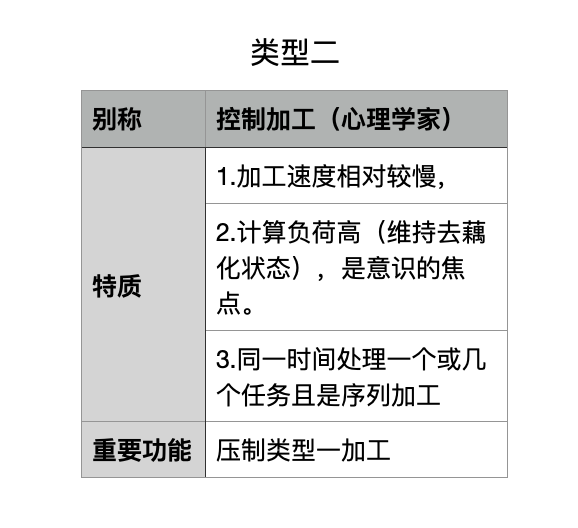 类型二
别称
控制加工（心理学家）
特质
1.加工速度相对较慢，
2.计算负荷高（维持去藕
化状态），是意识的焦
点。
3.同一时间处理一个或几
个任务且是序列加工
重要功能
压制类型一加工